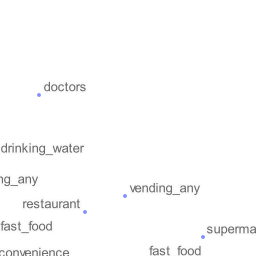 doctors
drinking_water
ng_any
vending_any
restaurant
fast_food
superma
convenience
fast_food